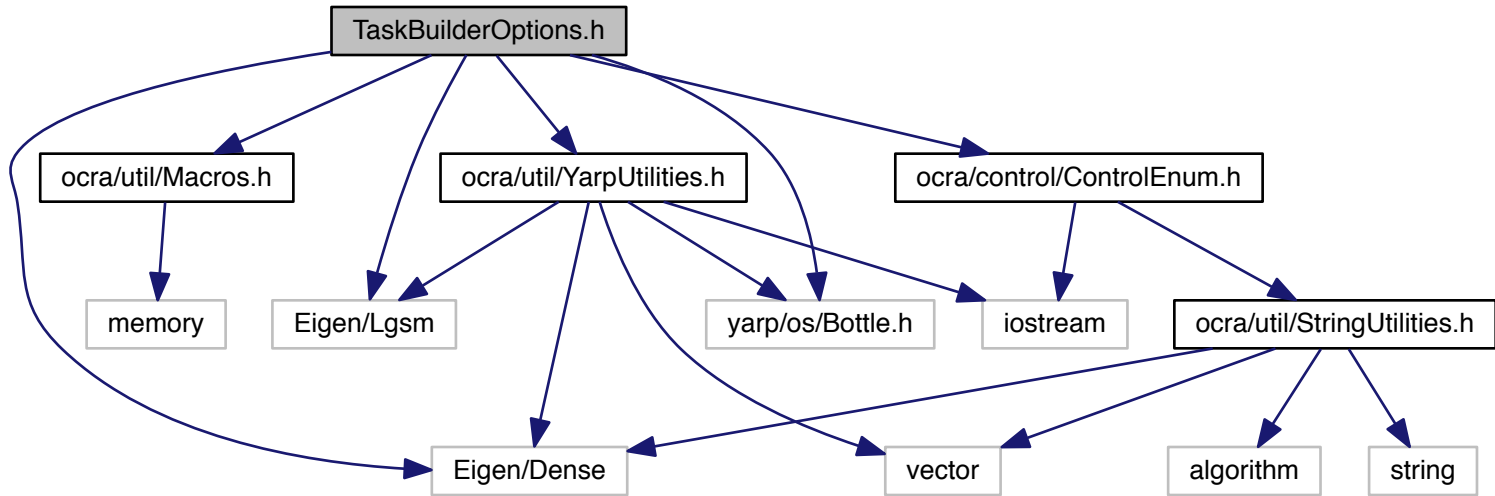 TaskBuilderOptions.h
ocra/util/Macros.h
ocra/util/YarpUtilities.h
ocra/control/ControlEnum.h
memory
Eigen/Lgsm
yarp/os/Bottle.h
iostream
ocra/util/StringUtilities.h
Eigen/Dense
vector
algorithm
string